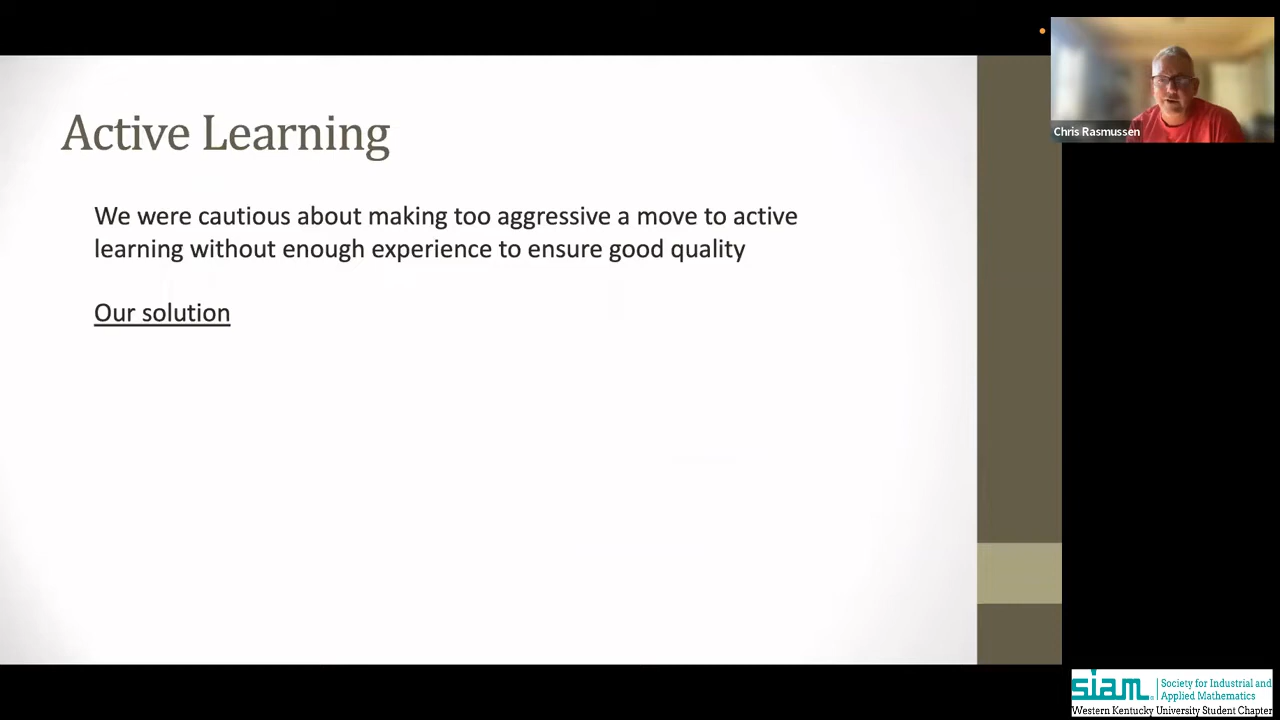 Active Learning
We were cautious about making too aggressive a move to active
learning without enough experience to ensure good quality
Our solution
Chris Rasmussen
siam. | Society for Industrial and
Applied Mathematics
Western Kentucky University Student Chapter